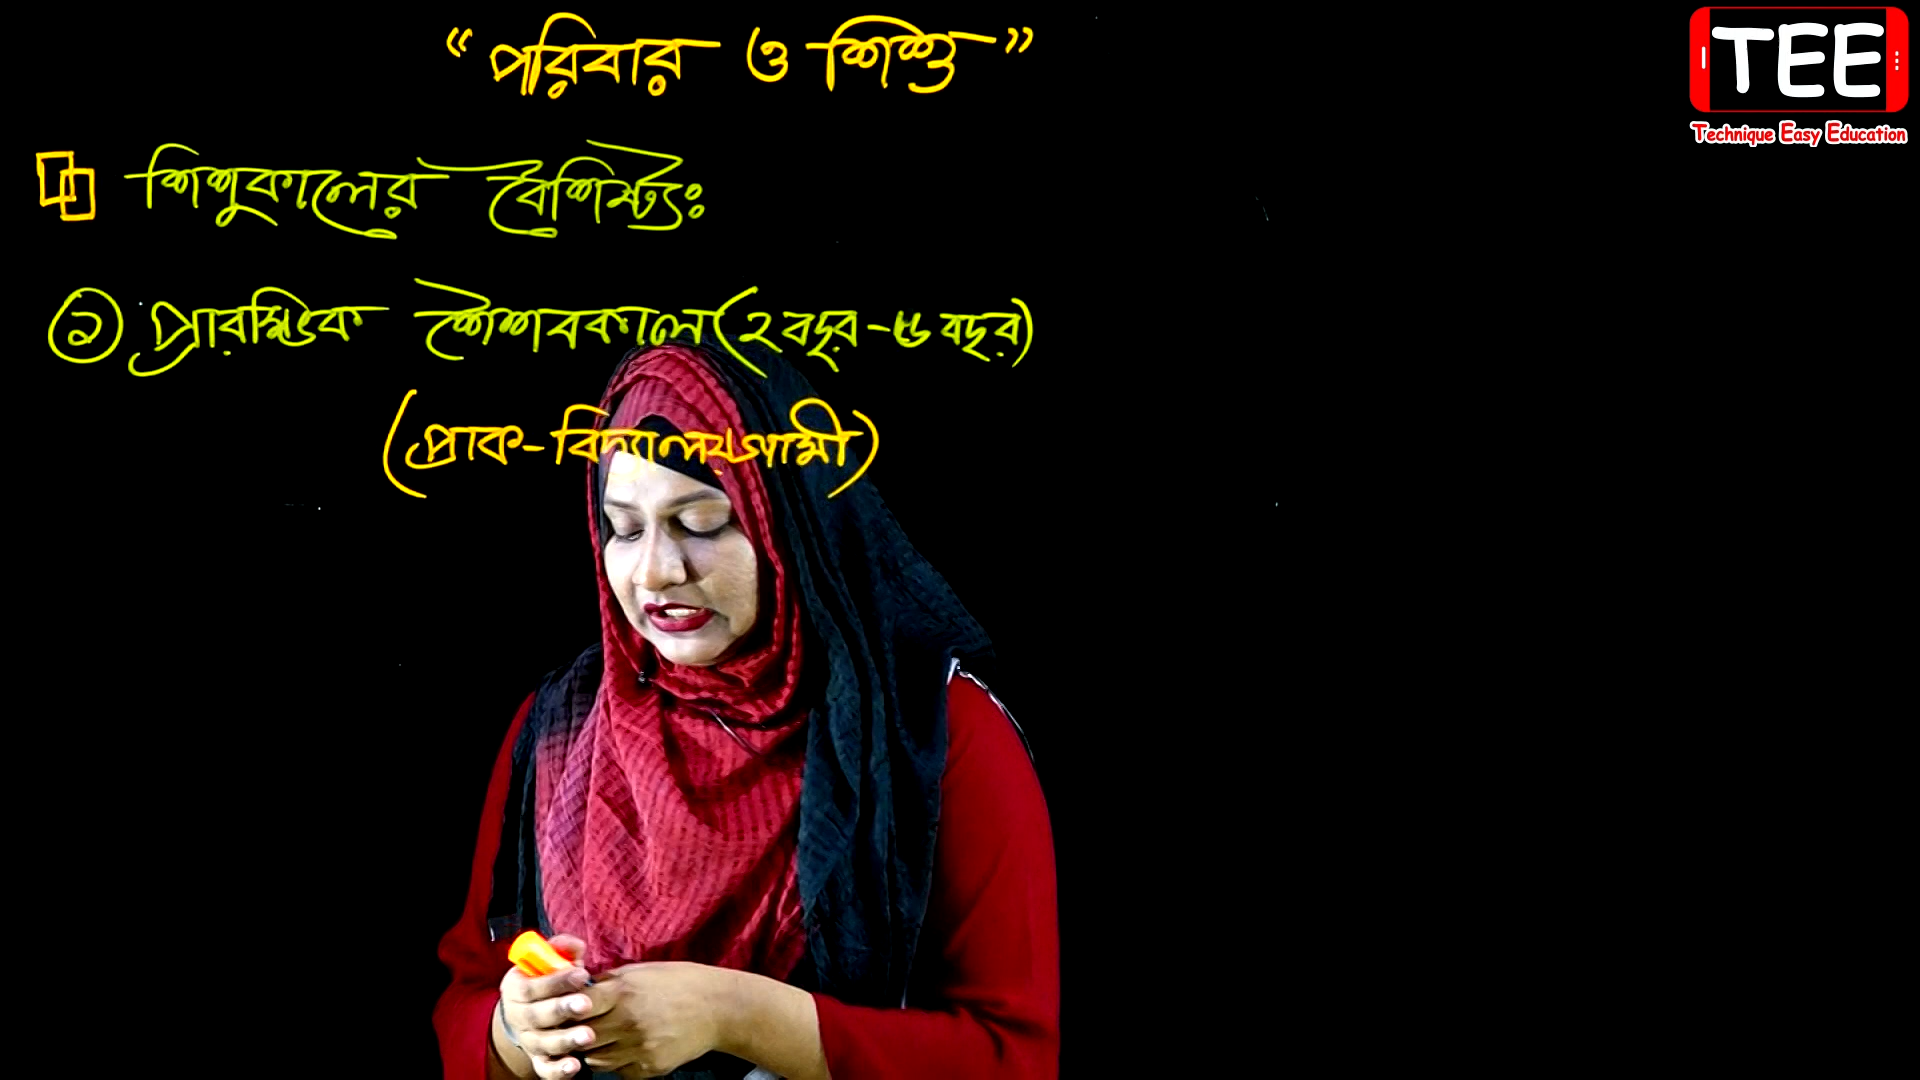 “পরিবার ও শিশু”
TEE
Technique Easy Education
শিশুকালের বৈশিষ্ট্যঃ
১ প্রারম্ভিক শৈশবকাল (২ বছর - ৬ বছর)
(প্রাক-বিদ্যালয়গামী)